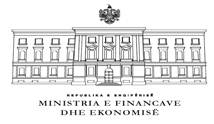 REPUBLIKA E SHQIPËRISË
MINISTRIA E FINANCAVE
DHE EKONOMISË